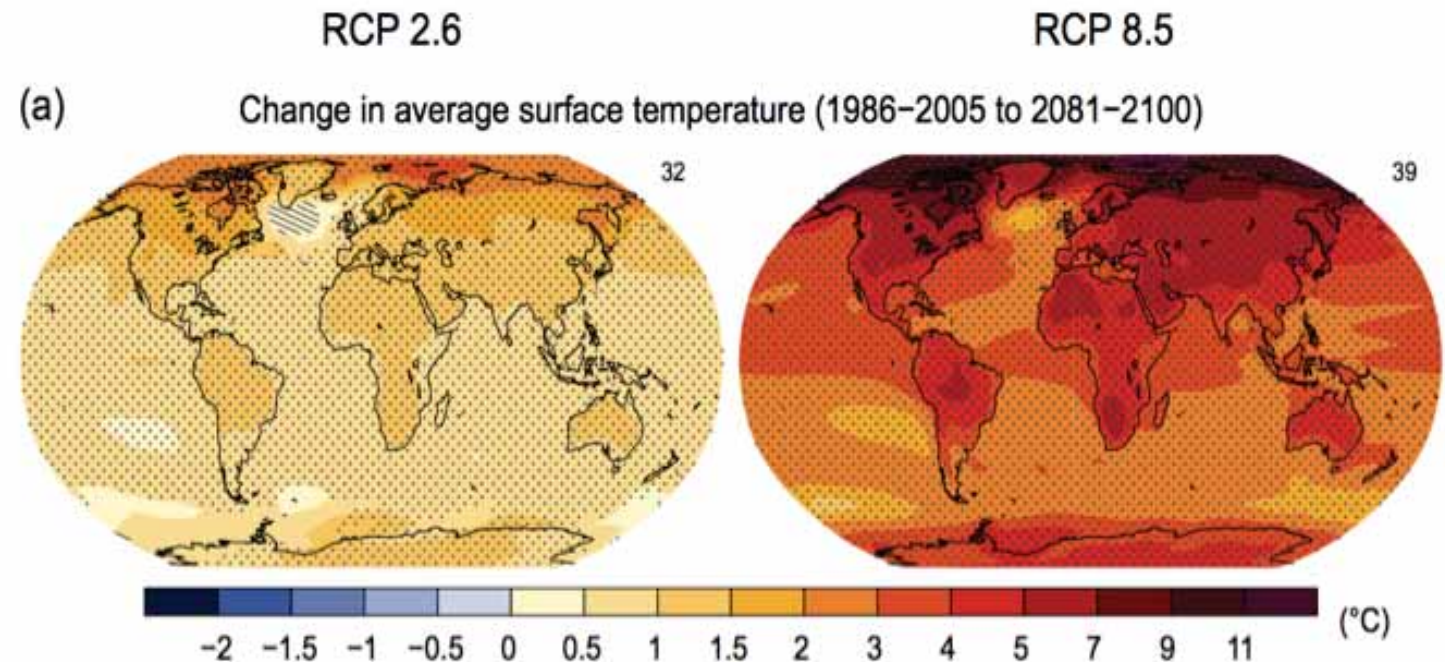 RCP 2.6 RCP 8.5
(a) Change in average surface temperature (1986−2005 to 2081−2100)
32 39
−2 −1.5 −1 −0.5 0 0.5 1 1.5 2 3 4 5 7 9 11 (°C)